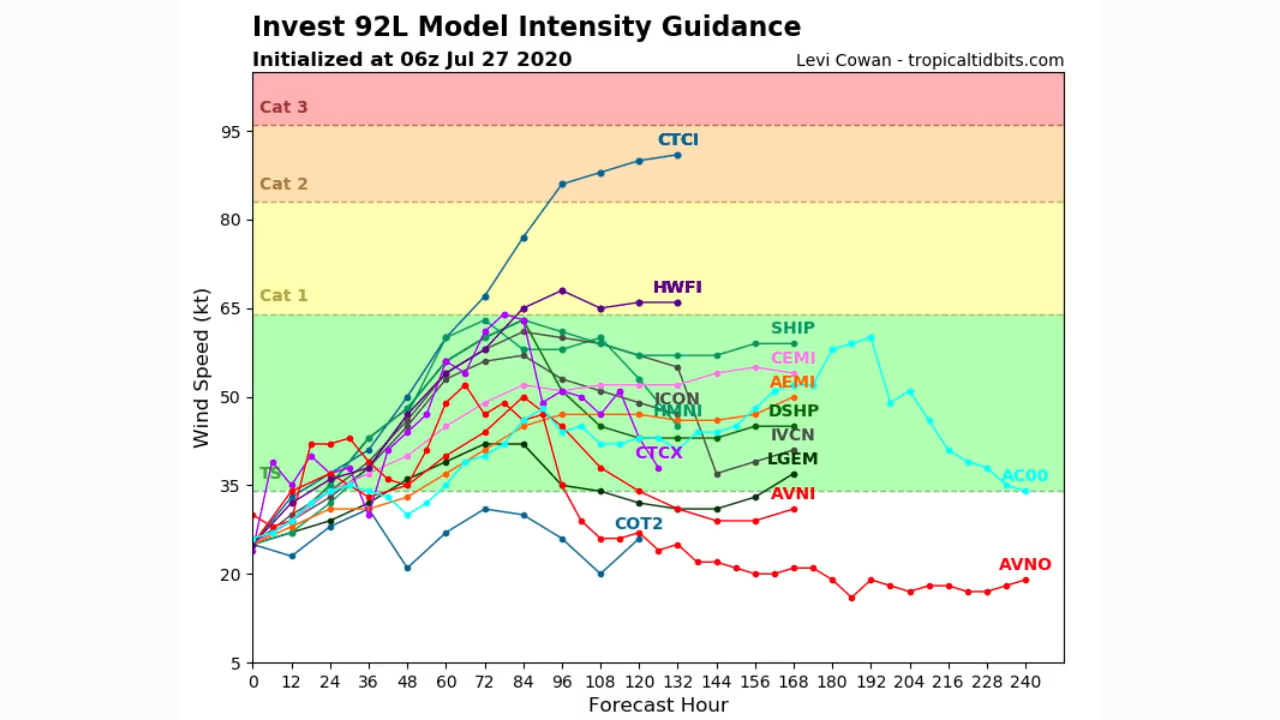 Invest 92L Model Intensity Guidance
Initialized at 06z Jul 27 2020
Levi Cowan - tropicaltidbits.com
Cat 3
95
CTCI
Cat 2
80
Cat 1
HWFI
65
SHIP
CEMI
AEMI
50
ICON
HMNI
DSHP
IVCN
CTCX
LGEM
TS
35
AC00
AVNI
COT2
AVNO
20
5
Wind Speed (kt)
0 12 24 36 48 60 72 84 96 108 120 132 144 156 168 180 192 204 216 228 240
Forecast Hour